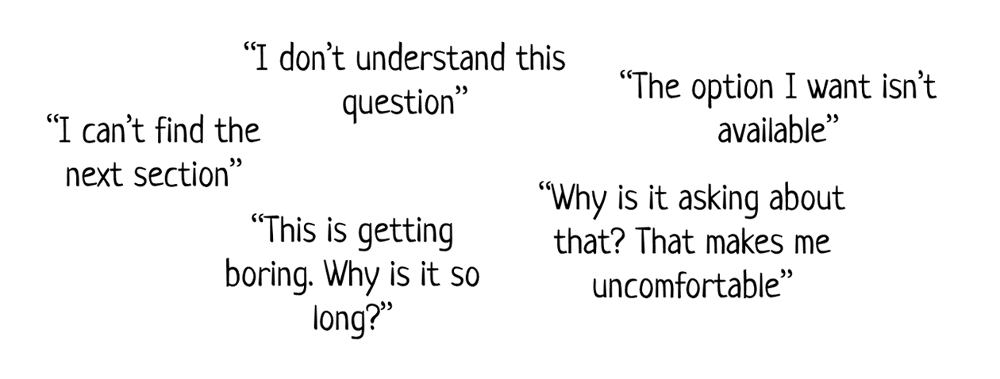 “I don’t understand this
question”
“The option I want isn’t
available”
“I can’t find the
next section”
“Why is it asking about
that? That makes me
uncomfortable”
“This is getting
boring. Why is it so
long?”